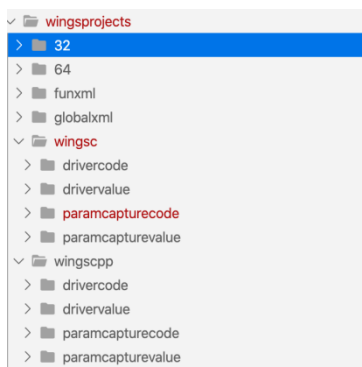 wingsprojects
32
64
funxml
globalxml
wingsc
drivercode
drivervalue
paramcapturecode
paramcapturevalue
wingscpp
drivercode
drivervalue
paramcapturecode
paramcapturevalue